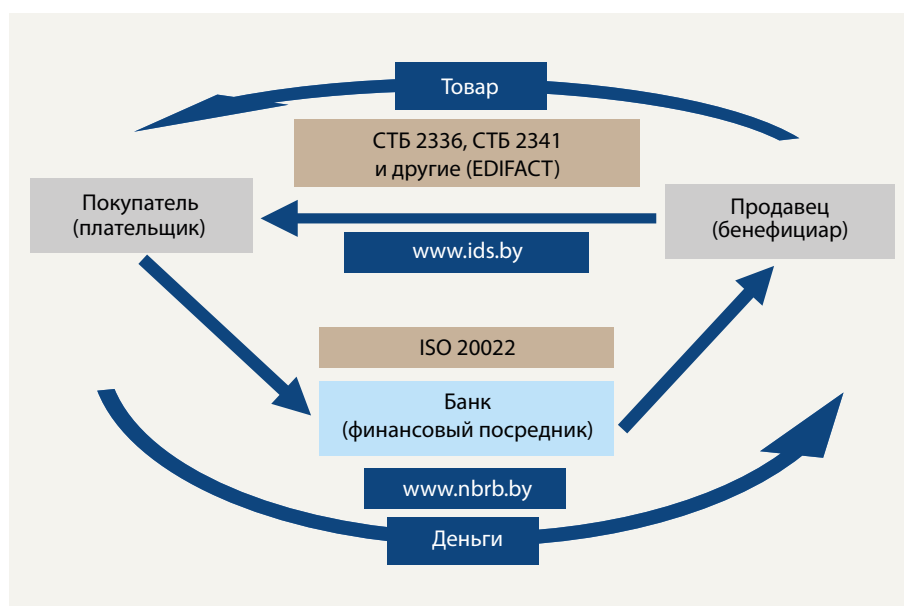 Товар
СТБ 2336, СТБ 2341
и другие (EDIFACT)
Покупатель
(плательщик)
Продавец
(бенефициар)
www.ids.by
ISO 20022
Банк
(финансовый посредник)
www.nbrb.by
Деньги